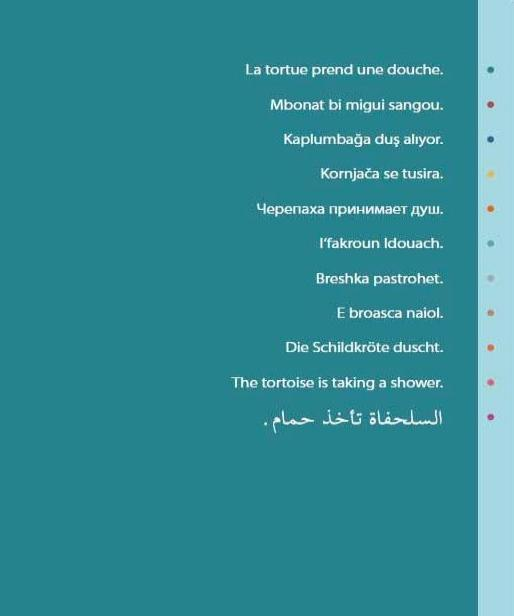 La tortue prend une douche.
Mbonat bi migui sangou.
Kaplumbağa duş alıyor.
Kornjača se tusira.
Черепаха принимает душ.
l‘fakroun ldouach.
Breshka pastrohet.
E broasca naiol.
Die Schildkröte duscht.
The tortoise is taking a shower.
السلحفاة تأخذ حمام .